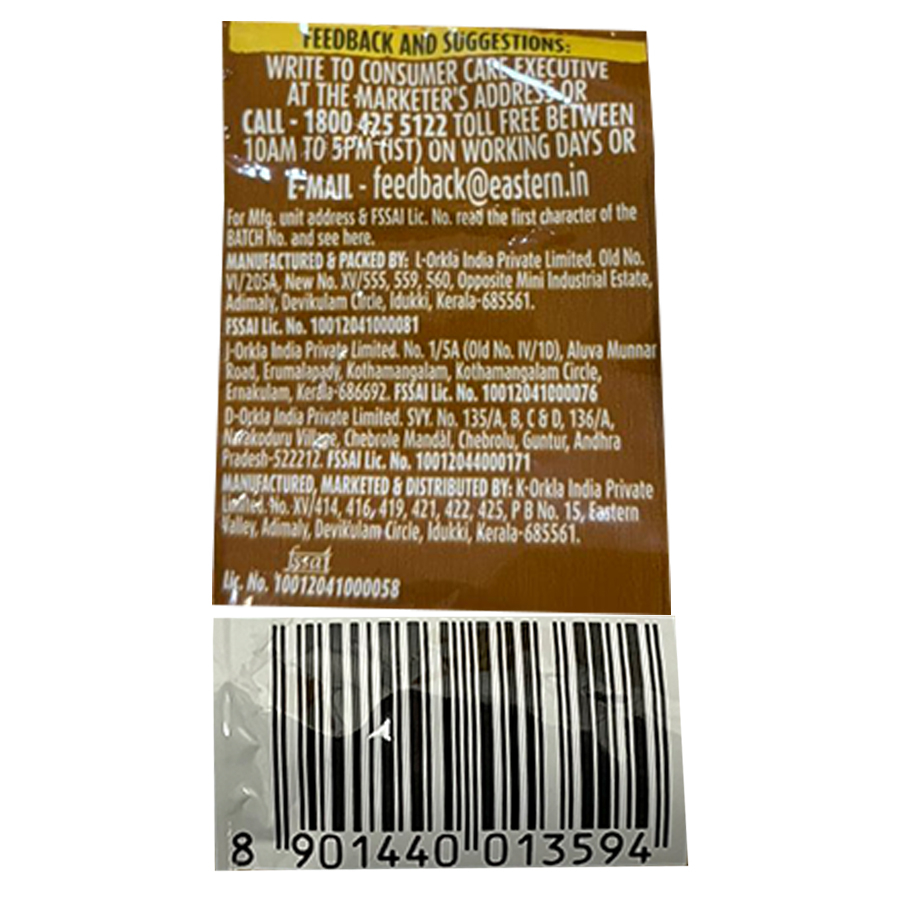 FEEDBACK AND SUGGESTIONS:
WRITE TO CONSUMER CARE EXECUTIVE
AT THE MARKETER'S ADDRESS OR
CALL - 1800 425 5122 TOLL FREE BETWEEN
10AM TO 5PM (IST) ON WORKING DAYS OR
E-MAIL - feedback@eastern.in
For Mfg. unit address & FSSAI Lic. No. read the first character of the
BATCH No. and see here.
MANUFACTURED & PACKED BY: L-Orkla India Private Limited. Old No.
VI/205A, New No. XV/555, 559, 560, Opposite Mini Industrial Estate,
Adimaly, Devikulam Circle, Idukki, Kerala-685561.
FSSAI Lic. No. 10012041000081
J-Orkla India Private Limited. No. 1/5A (Old No. IV/1D), Aluva Munnar
Road, Erumalapady, Kothamangalam, Kothamangalam Circle,
Ernakulam, Kerala-686692. FSSAI Lic. No. 10012041000076
D-Orkla India Private Limited. SVY. No. 135/A, B, C & D, 136/A,
Narakoduru Village, Chebrole Mandal, Chebrolu, Guntur, Andhra
Pradesh-522212. FSSAI Lic. No. 10012044000171
MANUFACTURED, MARKETED & DISTRIBUTED BY: K-Orkla India Private
Limited. No. XV/414, 416, 419, 421, 422, 425, P B No. 15, Eastern
Valley, Adimaly, Devikulam Circle, Idukki, Kerala-685561.
fssai
Lic. No. 10012041000058
8 901440 013594